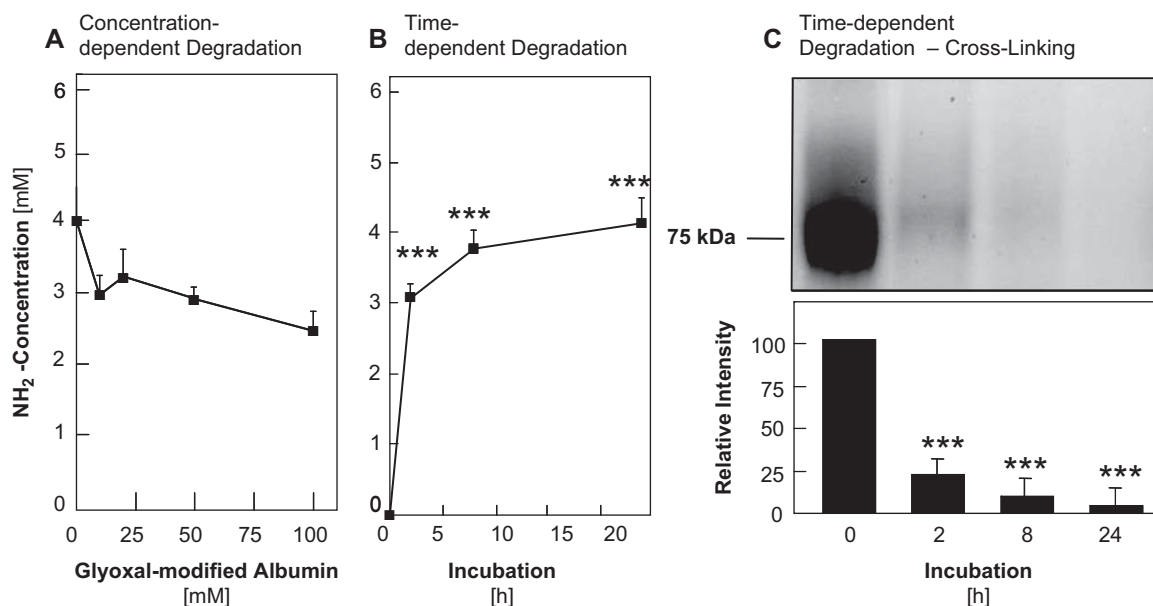 A
Concentration-
dependent Degradation
NH₂ -Concentration [mM]
6
5
4
3
2
1
0
0 25 50 75 100
Glyoxal-modified Albumin
[mM]
B
Time-
dependent Degradation
6
5
4
3
2
1
0
***
***
***
0 5 10 15 20
Incubation
[h]
C
Time-dependent
Degradation – Cross-Linking
75 kDa
Relative Intensity
100
75
50
25
0
***
***
***
0 2 8 24
Incubation
[h]